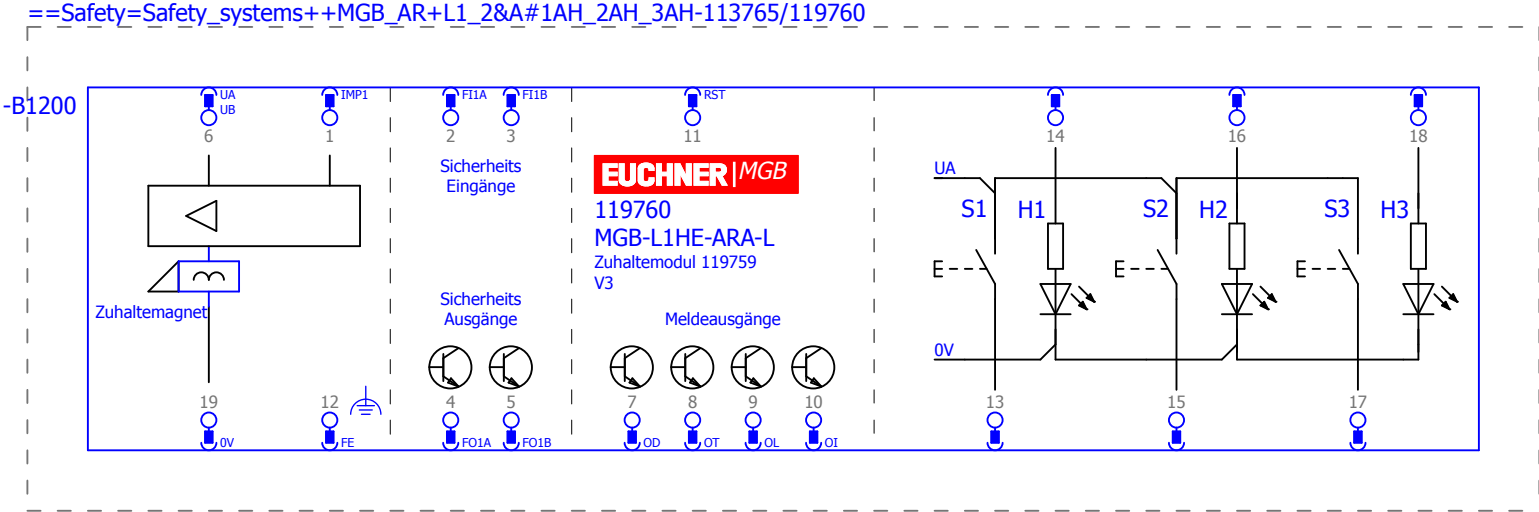 ==Safety=Safety_systems++MGB_AR+L1_2&A#1AH_2AH_3AH-113765/119760
-B1200
UA
UB
IMP1
FI1A
FI1B
RST
6
1
2
3
11
14
16
18
Sicherheits
Eingänge
EUCHNER|MGB
119760
MGB-L1HE-ARA-L
Zuhaltemodul 119759
V3
UA
S1
H1
S2
H2
S3
H3
E
E
E
Zuhaltemagnet
Sicherheits
Ausgänge
Meldeausgänge
0V
19
12
4
5
7
8
9
10
13
15
17
0V
FE
FO1A
FO1B
OD
OT
OL
OI